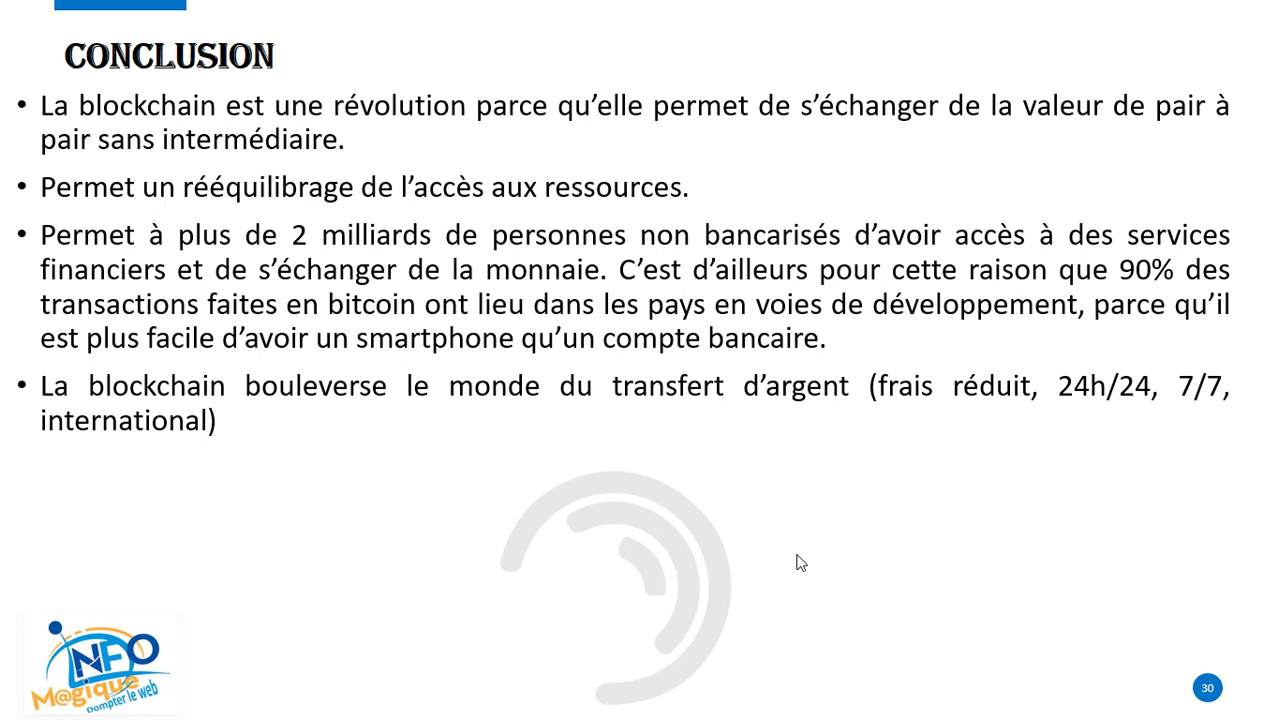 CONCLUSION
• La blockchain est une révolution parce qu’elle permet de s’échanger de la valeur de pair à
pair sans intermédiaire.
• Permet un rééquilibrage de l’accès aux ressources.
• Permet à plus de 2 milliards de personnes non bancarisés d’avoir accès à des services
financiers et de s’échanger de la monnaie. C’est d’ailleurs pour cette raison que 90% des
transactions faites en bitcoin ont lieu dans les pays en voies de développement, parce qu’il
est plus facile d’avoir un smartphone qu’un compte bancaire.
• La blockchain bouleverse le monde du transfert d’argent (frais réduit, 24h/24, 7/7,
international)
INFO
M@gique
Dompter le web
30